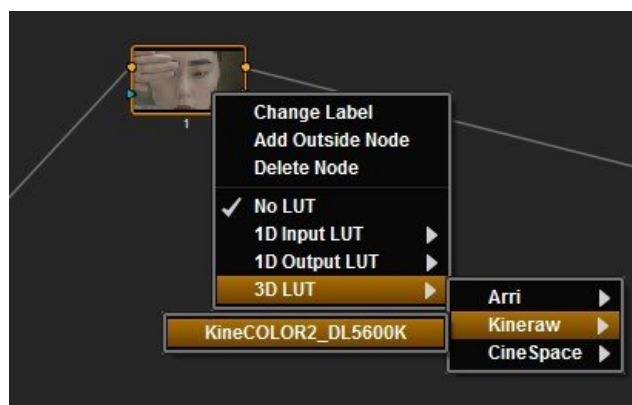 1
Change Label
Add Outside Node
Delete Node
No LUT
1D Input LUT
1D Output LUT
3D LUT
Arri
Kineraw
CineSpace
KineCOLOR2_DL5600K